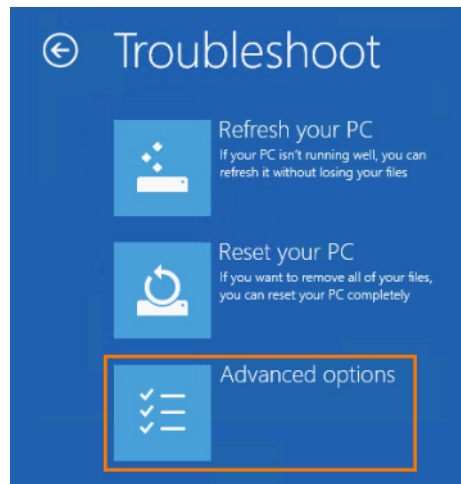 Troubleshoot
Refresh your PC
If your PC isn't running well, you can
refresh it without losing your files
Reset your PC
If you want to remove all of your files,
you can reset your PC completely
Advanced options